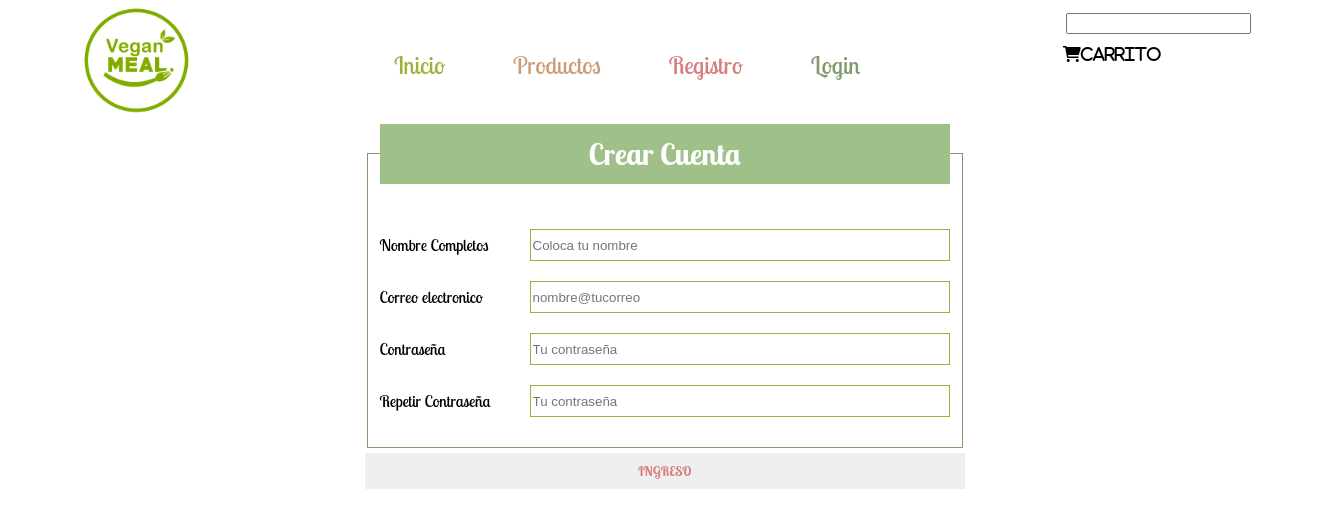 Vegan
MEAL.
Inicio Productos Registro Login
CARRITO
Crear Cuenta
Nombre Completos Coloca tu nombre
Correo electronico nombre@tucorreo
Contraseña Tu contraseña
Repetir Contraseña Tu contraseña
INGRESO